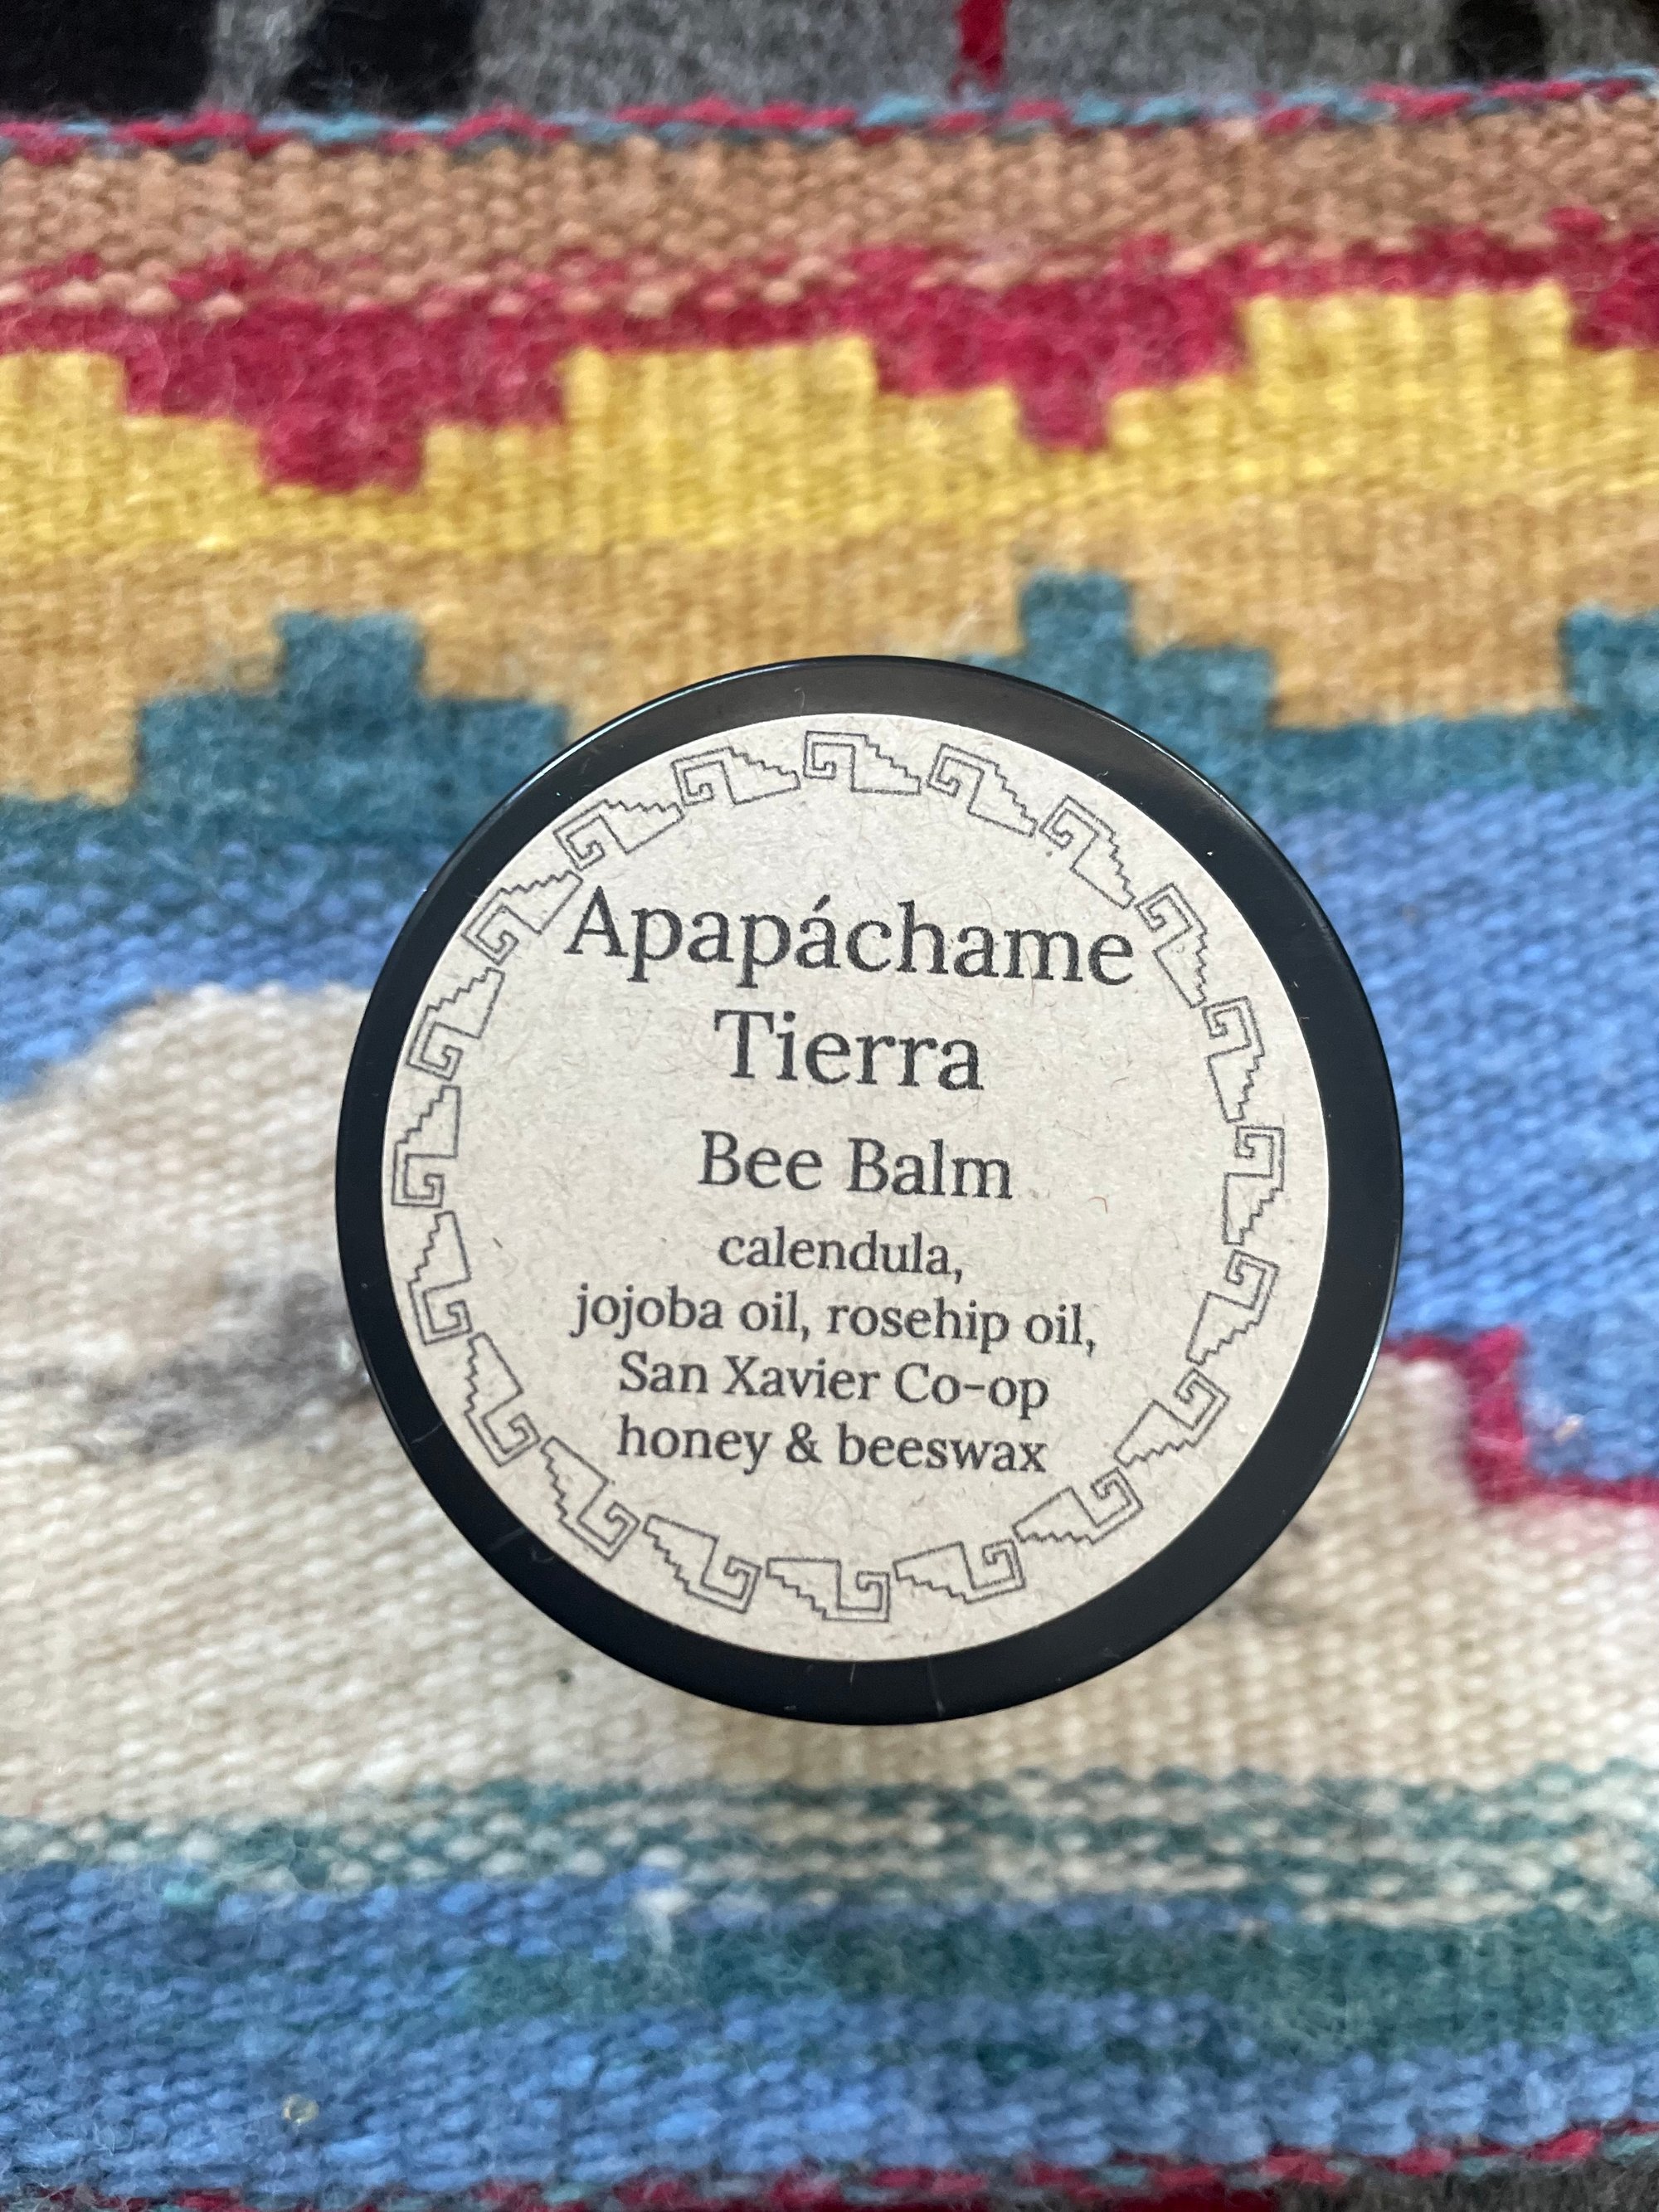 Apapáchame
Tierra
Bee Balm
calendula,
jojoba oil, rosehip oil,
San Xavier Co-op
honey & beeswax